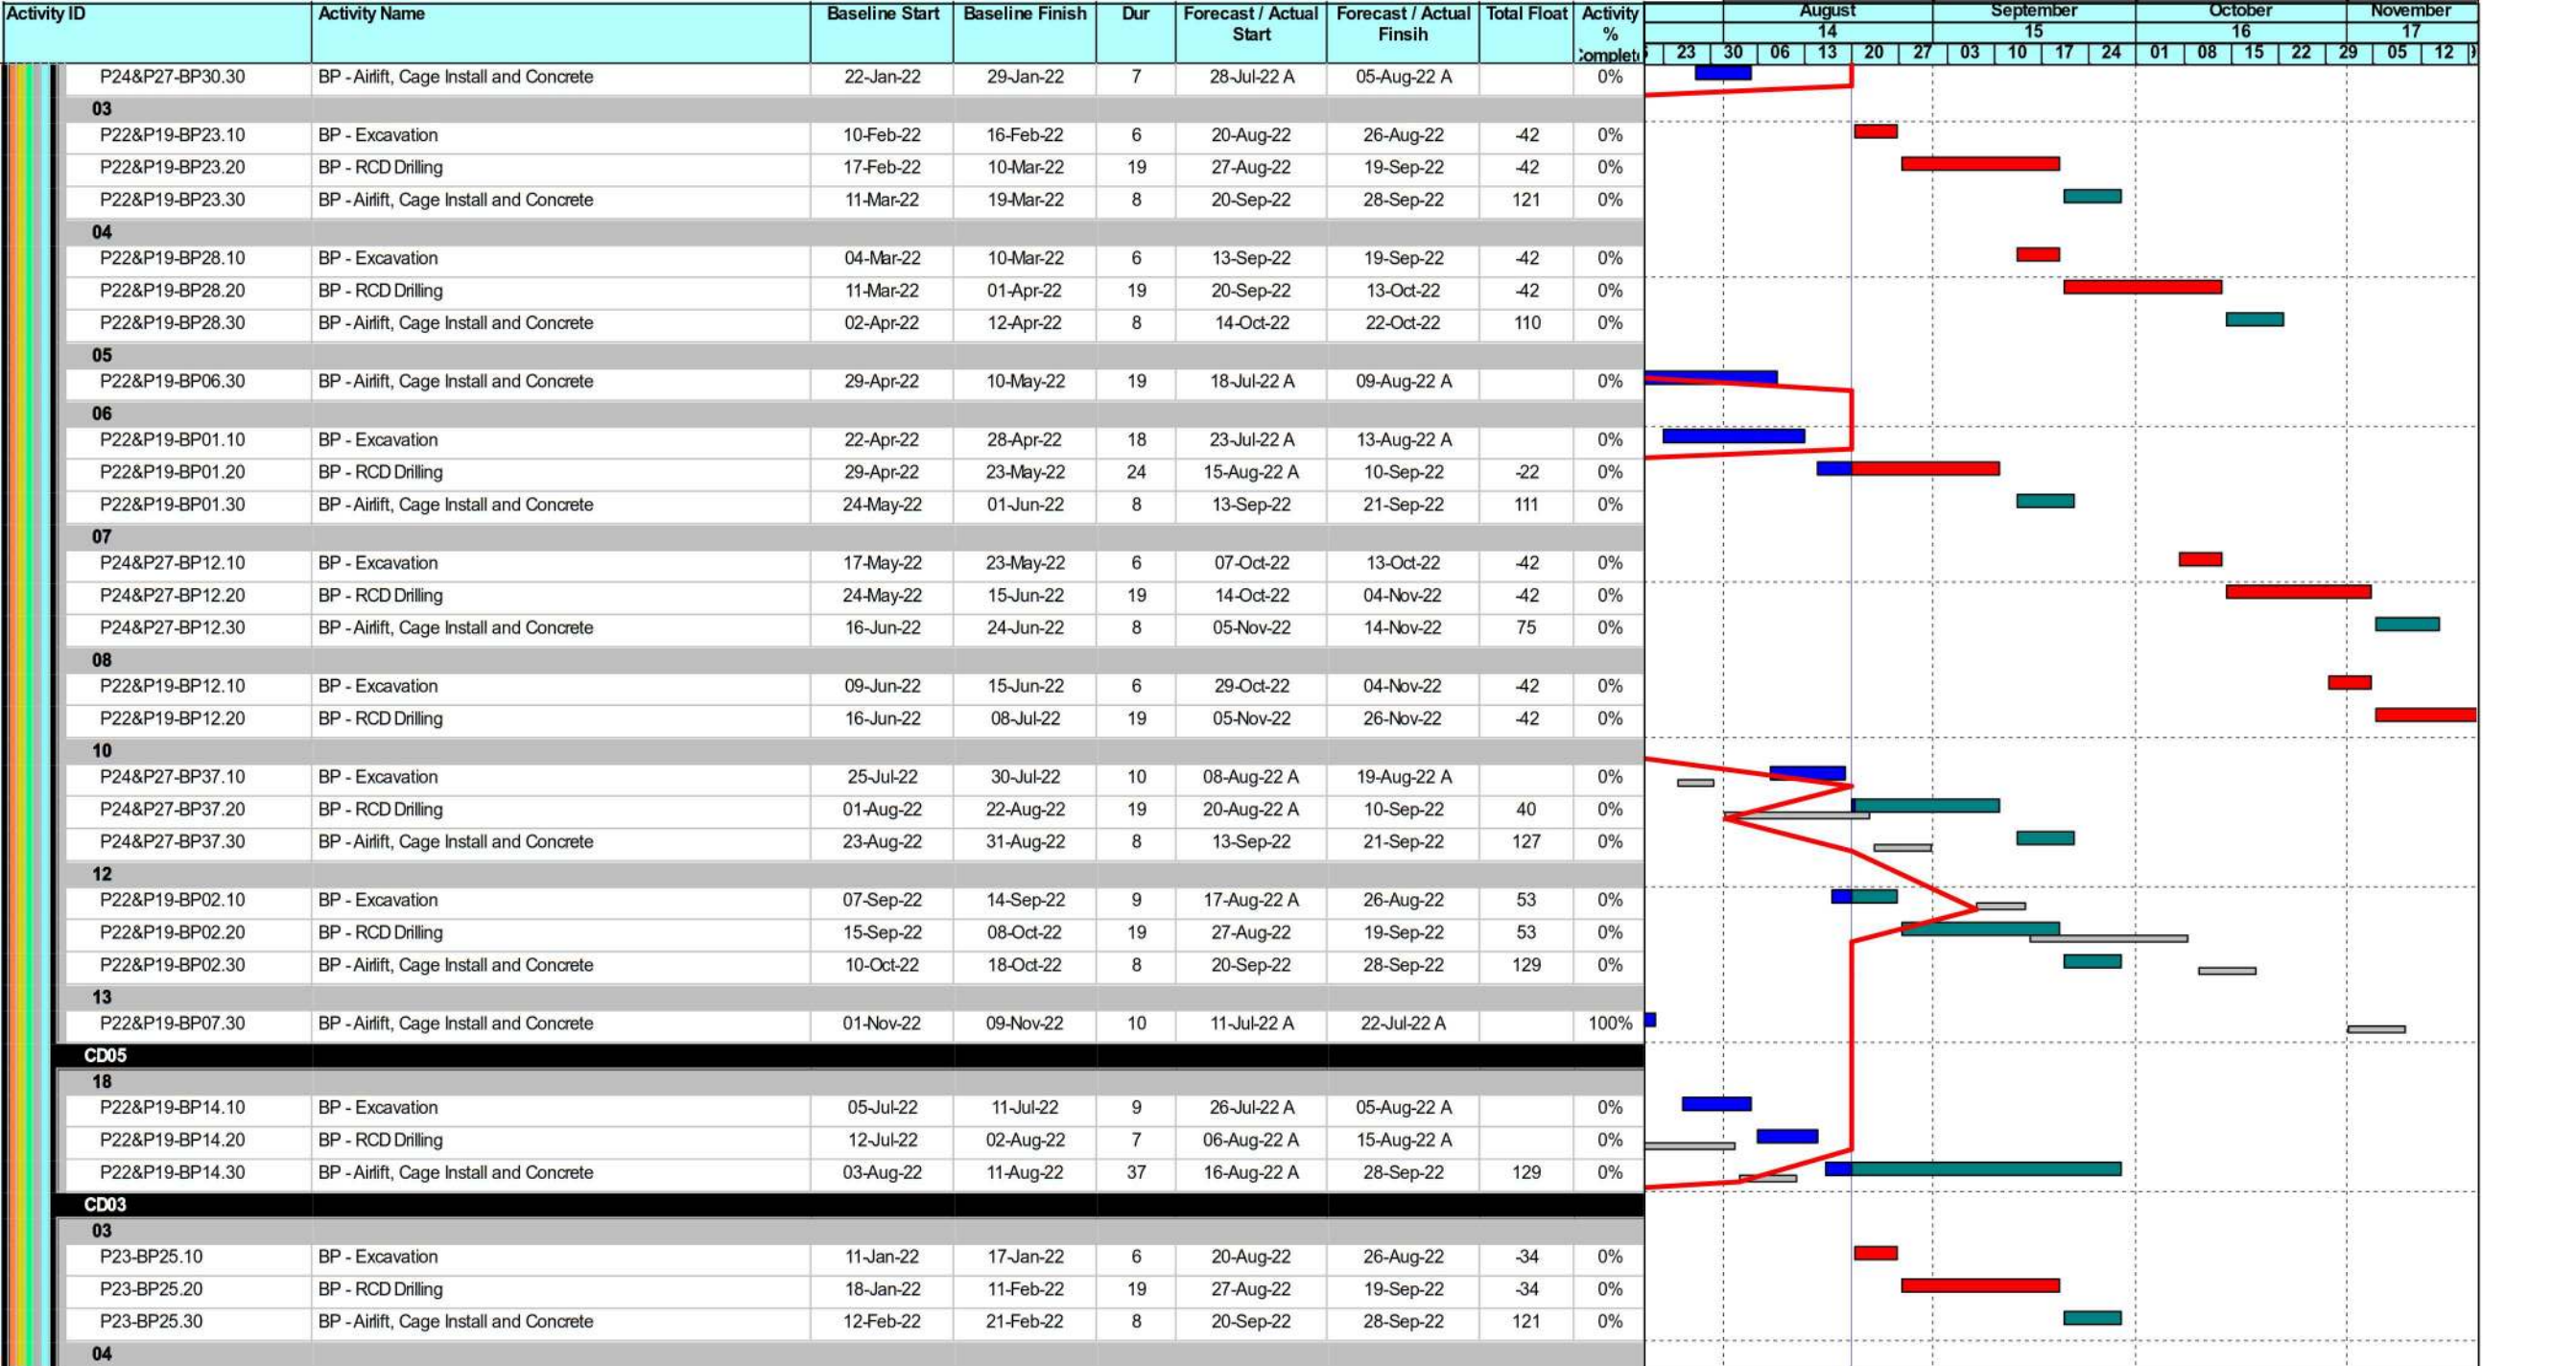 Activity ID Activity Name Baseline Start Baseline Finish Dur Forecast / Actual Start Forecast / Actual Finsih Total Float Activity % Complete August September October November
14 15 16 17
23 30 06 13 20 27 03 10 17 24 01 08 15 22 29 05 12
P24&P27-BP30.30 BP - Airlift, Cage Install and Concrete 22-Jan-22 29-Jan-22 7 28-Jul-22 A 05-Aug-22 A 0%
03
P22&P19-BP23.10 BP - Excavation 10-Feb-22 16-Feb-22 6 20-Aug-22 26-Aug-22 -42 0%
P22&P19-BP23.20 BP - RCD Drilling 17-Feb-22 10-Mar-22 19 27-Aug-22 19-Sep-22 -42 0%
P22&P19-BP23.30 BP - Airlift, Cage Install and Concrete 11-Mar-22 19-Mar-22 8 20-Sep-22 28-Sep-22 121 0%
04
P22&P19-BP28.10 BP - Excavation 04-Mar-22 10-Mar-22 6 13-Sep-22 19-Sep-22 -42 0%
P22&P19-BP28.20 BP - RCD Drilling 11-Mar-22 01-Apr-22 19 20-Sep-22 13-Oct-22 -42 0%
P22&P19-BP28.30 BP - Airlift, Cage Install and Concrete 02-Apr-22 12-Apr-22 8 14-Oct-22 22-Oct-22 110 0%
05
P22&P19-BP06.30 BP - Airlift, Cage Install and Concrete 29-Apr-22 10-May-22 19 18-Jul-22 A 09-Aug-22 A 0%
06
P22&P19-BP01.10 BP - Excavation 22-Apr-22 28-Apr-22 18 23-Jul-22 A 13-Aug-22 A 0%
P22&P19-BP01.20 BP - RCD Drilling 29-Apr-22 23-May-22 24 15-Aug-22 A 10-Sep-22 -22 0%
P22&P19-BP01.30 BP - Airlift, Cage Install and Concrete 24-May-22 01-Jun-22 8 13-Sep-22 21-Sep-22 111 0%
07
P24&P27-BP12.10 BP - Excavation 17-May-22 23-May-22 6 07-Oct-22 13-Oct-22 -42 0%
P24&P27-BP12.20 BP - RCD Drilling 24-May-22 15-Jun-22 19 14-Oct-22 04-Nov-22 -42 0%
P24&P27-BP12.30 BP - Airlift, Cage Install and Concrete 16-Jun-22 24-Jun-22 8 05-Nov-22 14-Nov-22 75 0%
08
P22&P19-BP12.10 BP - Excavation 09-Jun-22 15-Jun-22 6 29-Oct-22 04-Nov-22 -42 0%
P22&P19-BP12.20 BP - RCD Drilling 16-Jun-22 08-Jul-22 19 05-Nov-22 26-Nov-22 -42 0%
10
P24&P27-BP37.10 BP - Excavation 25-Jul-22 30-Jul-22 10 08-Aug-22 A 19-Aug-22 A 0%
P24&P27-BP37.20 BP - RCD Drilling 01-Aug-22 22-Aug-22 19 20-Aug-22 A 10-Sep-22 40 0%
P24&P27-BP37.30 BP - Airlift, Cage Install and Concrete 23-Aug-22 31-Aug-22 8 13-Sep-22 21-Sep-22 127 0%
12
P22&P19-BP02.10 BP - Excavation 07-Sep-22 14-Sep-22 9 17-Aug-22 A 26-Aug-22 53 0%
P22&P19-BP02.20 BP - RCD Drilling 15-Sep-22 08-Oct-22 19 27-Aug-22 19-Sep-22 53 0%
P22&P19-BP02.30 BP - Airlift, Cage Install and Concrete 10-Oct-22 18-Oct-22 8 20-Sep-22 28-Sep-22 129 0%
13
P22&P19-BP07.30 BP - Airlift, Cage Install and Concrete 01-Nov-22 09-Nov-22 10 11-Jul-22 A 22-Jul-22 A 100%
CD05
18
P22&P19-BP14.10 BP - Excavation 05-Jul-22 11-Jul-22 9 26-Jul-22 A 05-Aug-22 A 0%
P22&P19-BP14.20 BP - RCD Drilling 12-Jul-22 02-Aug-22 7 06-Aug-22 A 15-Aug-22 A 0%
P22&P19-BP14.30 BP - Airlift, Cage Install and Concrete 03-Aug-22 11-Aug-22 37 16-Aug-22 A 28-Sep-22 129 0%
CD03
03
P23-BP25.10 BP - Excavation 11-Jan-22 17-Jan-22 6 20-Aug-22 26-Aug-22 -34 0%
P23-BP25.20 BP - RCD Drilling 18-Jan-22 11-Feb-22 19 27-Aug-22 19-Sep-22 -34 0%
P23-BP25.30 BP - Airlift, Cage Install and Concrete 12-Feb-22 21-Feb-22 8 20-Sep-22 28-Sep-22 121 0%
04